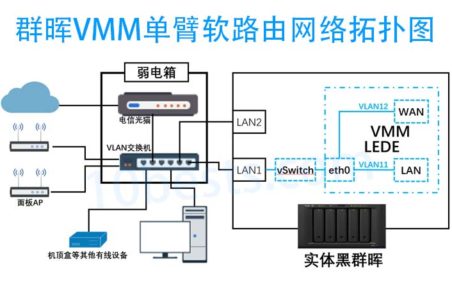 群晖VMM单臂软路由网络拓扑图
弱电箱
电信光猫
VLAN交换机
面板AP
机顶盒等其他有线设备
LAN2
LAN1
vSwitch
eth0
VLAN12
WAN
VMM
LEDE
VLAN11
LAN
实体黑群晖